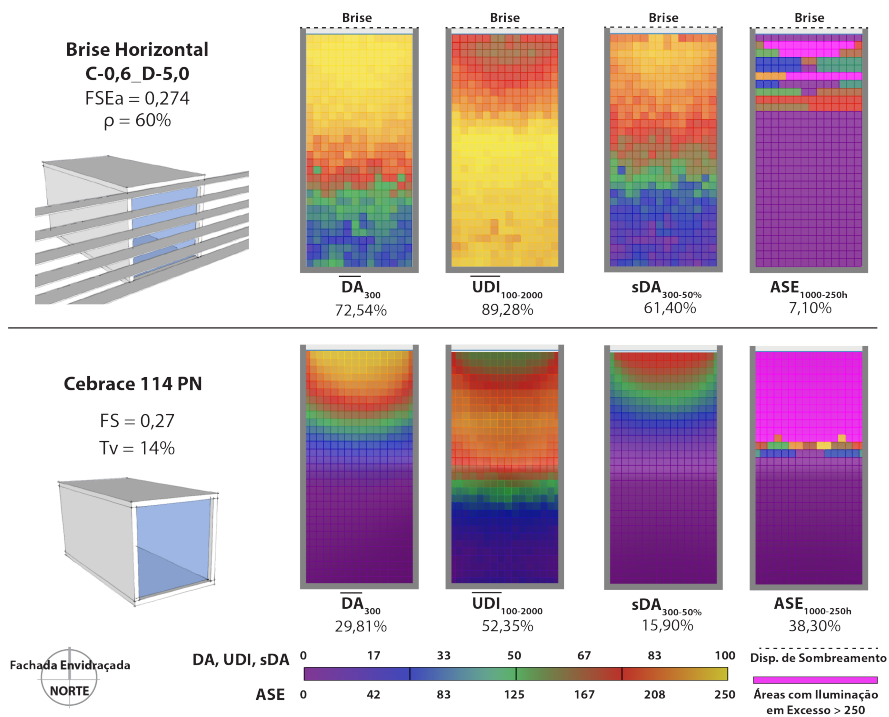 Brise Brise Brise Brise
Brise Horizontal
C-0,6_D-5,0
FSEa = 0,274
ρ = 60%
DA300 UDI100-2000 sDA300-50% ASE1000-250h
72,54% 89,28% 61,40% 7,10%
Cebrace 114 PN
FS = 0,27
Tv = 14%
DA300 UDI100-2000 sDA300-50% ASE1000-250h
29,81% 52,35% 15,90% 38,30%
Fachada Envidraçada
NORTE
DA, UDI, sDA 0 17 33 50 67 83 100
ASE 0 42 83 125 167 208 250
Disp. de Sombreamento
Áreas com Iluminação
em Excesso > 250